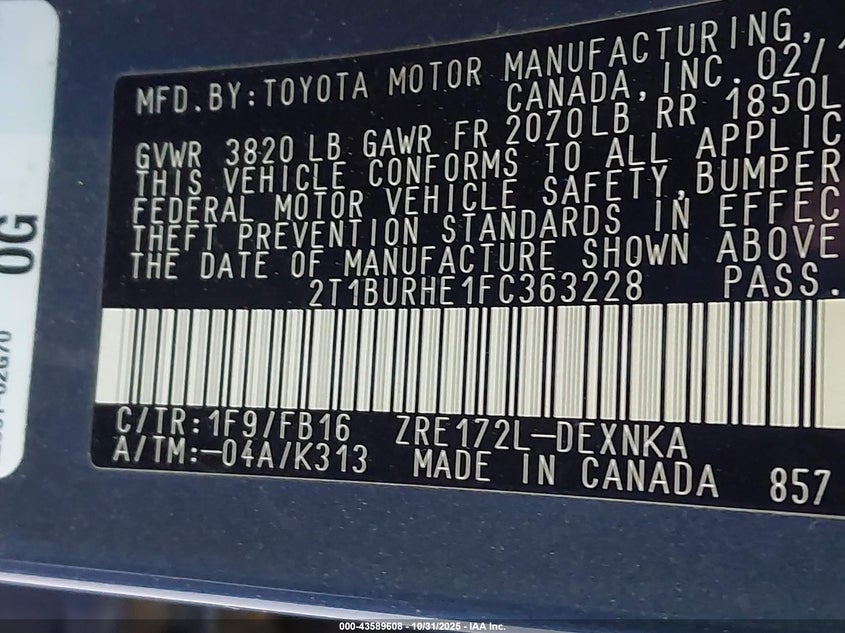 MFD.BY:TOYOTA MOTOR MANUFACTURING,
CANADA, INC. 02/
GVWR 3820 LB GAWR FR 2070LB RR 1850L
THIS VEHICLE CONFORMS TO ALL APPLIC
FEDERAL MOTOR VEHICLE SAFETY,BUMPER
THEFT PREVENTION STANDARDS IN EFFEC
THE DATE OF MANUFACTURE SHOWN ABOVE
2T1BURHE1FC363228 PASS.
C/TR:1F9/FB16 ZRE172L-DEXNKA
A/TM:-04A/K313 MADE IN CANADA 857
0G
000-43589608 - 10/31/2025 - IAA Inc.